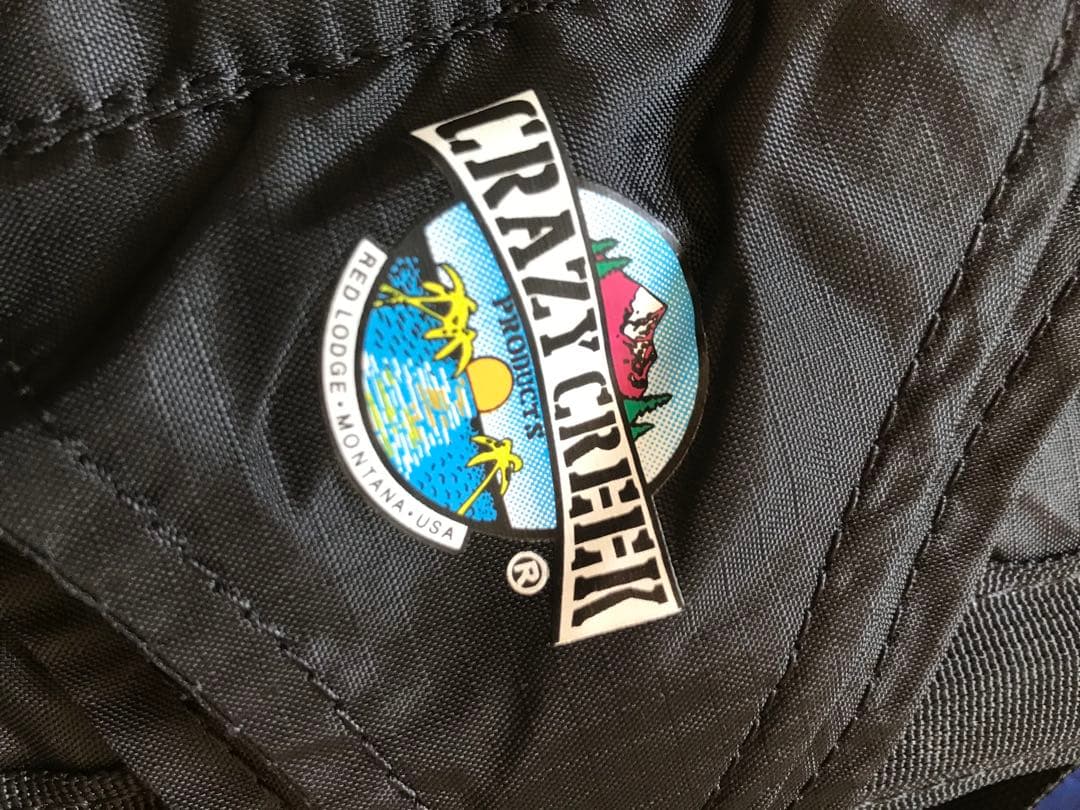 CRAZY CREEK
PRODUCTS
RED LODGE • MONTANA • USA
®